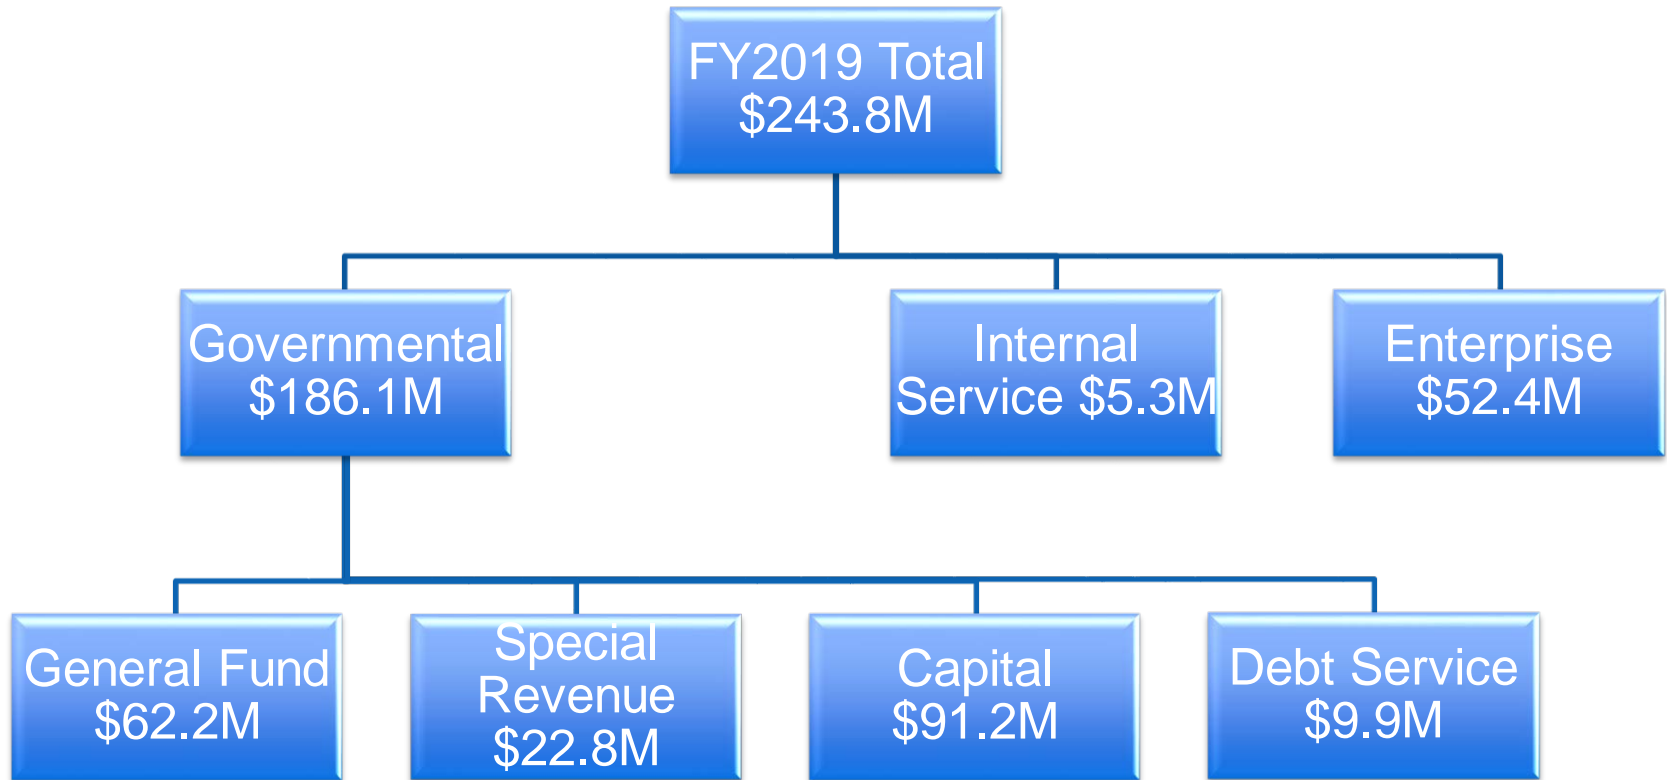 FY2019 Total
$243.8M
Governmental
$186.1M
Internal
Service $5.3M
Enterprise
$52.4M
General Fund
$62.2M
Special
Revenue
$22.8M
Capital
$91.2M
Debt Service
$9.9M